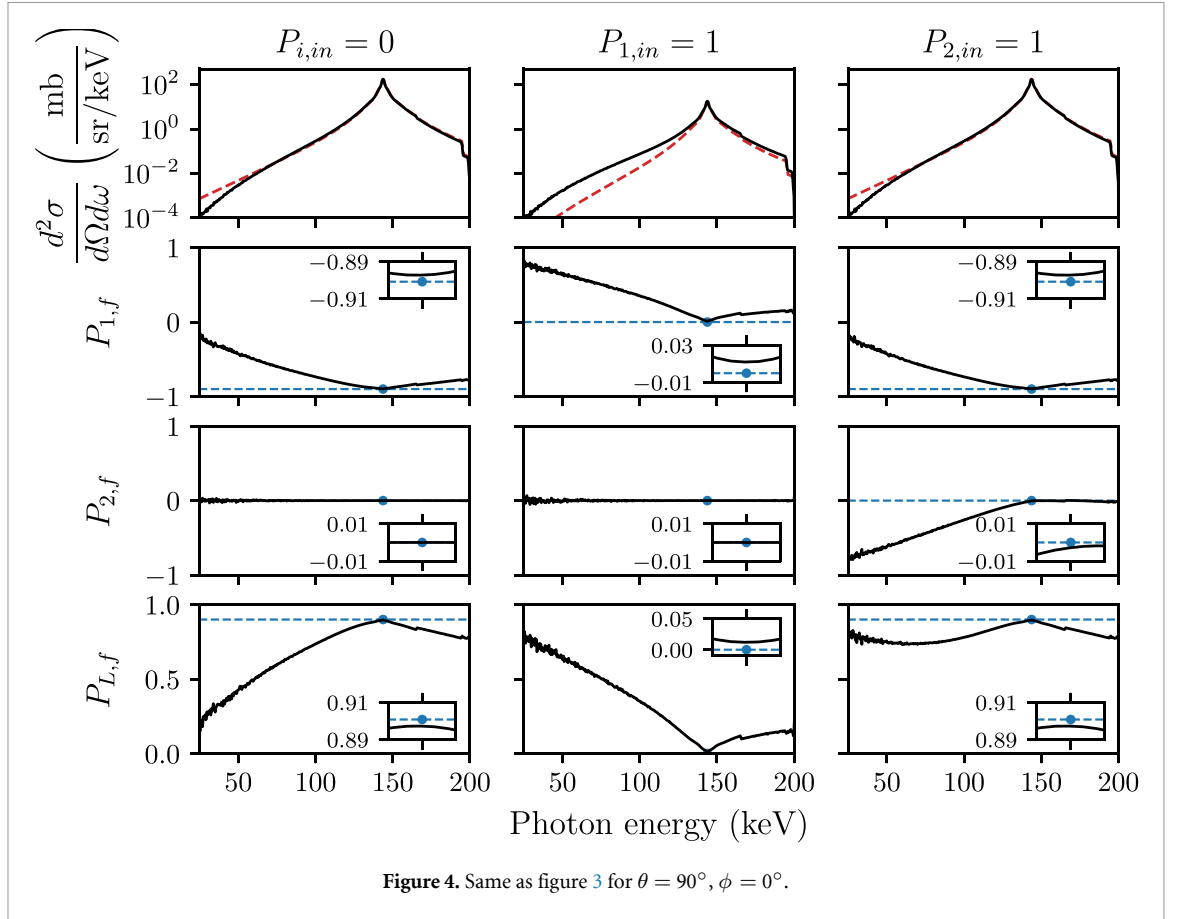 P_{i,in} = 0 P_{1,in} = 1 P_{2,in} = 1
d²σ/dΩdω (mb/sr/keV)
10² 10⁰ 10⁻² 10⁻⁴
P_{1,f}
1 0 −1
−0.89 −0.91
0.03 −0.01
−0.89 −0.91
P_{2,f}
1 0 −1
0.01 −0.01
0.01 −0.01
0.01 −0.01
P_{L,f}
1.0 0.5 0.0
0.91 0.89
0.05 0.00
0.91 0.89
50 100 150 200 50 100 150 200 50 100 150 200
Photon energy (keV)
Figure 4. Same as figure 3 for θ = 90°, ϕ = 0°.